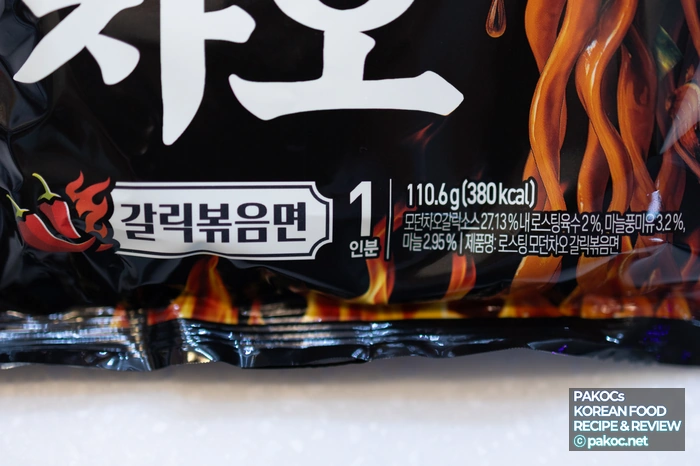 차오
갈릭볶음면
1
인분
110.6 g (380 kcal)
모단차오갈릭소스 27.13 % 내 로스팅육수 2 %, 마늘풍미유 3.2 %,
마늘 2.95 % | 제품명: 로스팅 모단차오 갈릭볶음면
PAKOCs
KOREAN FOOD
RECIPE & REVIEW
© pakoc.net